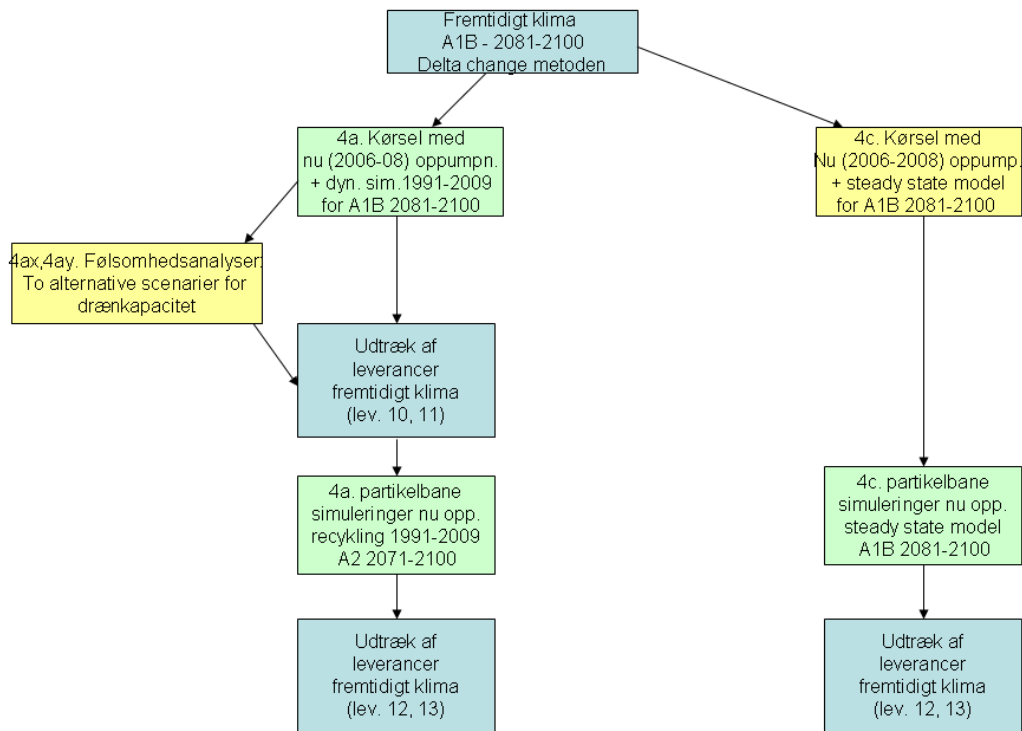 Fremtidigt klima
A1B - 2081-2100
Delta change metoden
4a. Kørsel med
nu (2006-08) oppumpn.
+ dyn. sim.1991-2009
for A1B 2081-2100
4c. Kørsel med
Nu (2006-2008) oppump.
+ steady state model
for A1B 2081-2100
4ax,4ay. Følsomhedsanalyser:
To alternative scenarier for
drænkapacitet
Udtræk af
leverancer
fremtidigt klima
(lev. 10, 11)
4a. partikelbane
simuleringer nu opp.
recykling 1991-2009
A2 2071-2100
4c. partikelbane
simuleringer nu opp.
steady state model
A1B 2081-2100
Udtræk af
leverancer
fremtidigt klima
(lev. 12, 13)
Udtræk af
leverancer
fremtidigt klima
(lev. 12, 13)